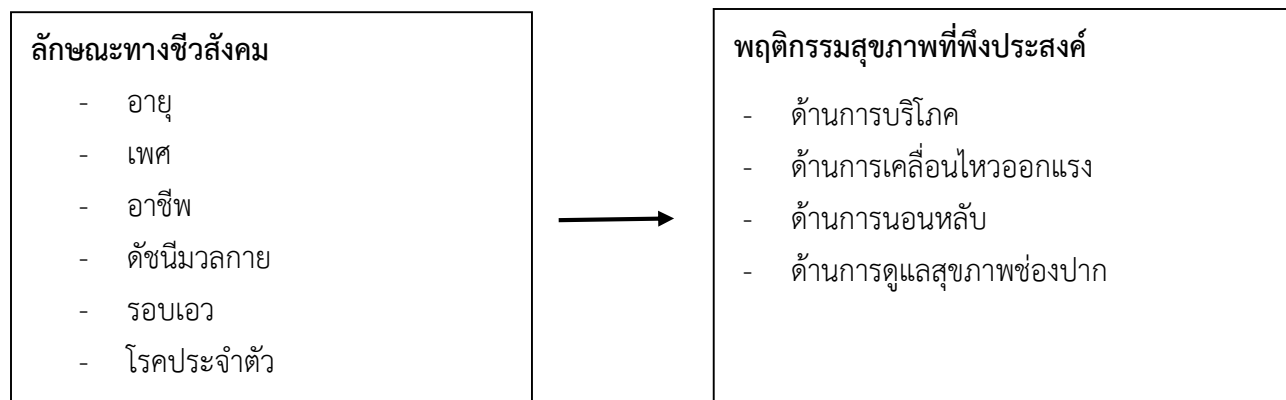 ลักษณะทางชีวสังคม
- อายุ
- เพศ
- อาชีพ
- ดัชนีมวลกาย
- รอบเอว
- โรคประจำตัว
พฤติกรรมสุขภาพที่พึงประสงค์
- ด้านการบริโภค
- ด้านการเคลื่อนไหวออกแรง
- ด้านการนอนหลับ
- ด้านการดูแลสุขภาพช่องปาก